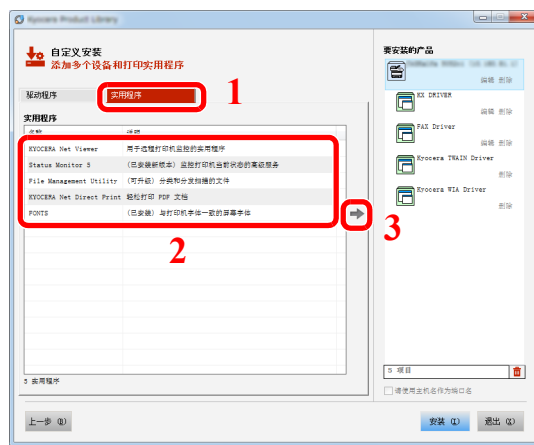 Kyocera Product Library
自定义安装
添加多个设备和打印实用程序
1
驱动程序
实用程序
实用程序
名称 选项
KYOCERA Net Viewer 用于远程打印机监控的实用程序
Status Monitor 5 (已安装新版本) 监控打印机当前状态的高级服务
File Management Utility (可升级) 分类和分发扫描的文件
KYOCERA Net Direct Print 轻松打印 PDF 文档
FONTS (已安装) 与打印机字体一致的屏幕字体
2
3
5 实用程序
要安装的产品
编辑 删除
KX DRIVER
编辑 删除
FAX Driver
编辑 删除
Kyocera TWAIN Driver
删除
Kyocera WIA Driver
删除
5 项目
请使用主机名作为端口名
上一步 (B)
安装 (I)
退出 (X)